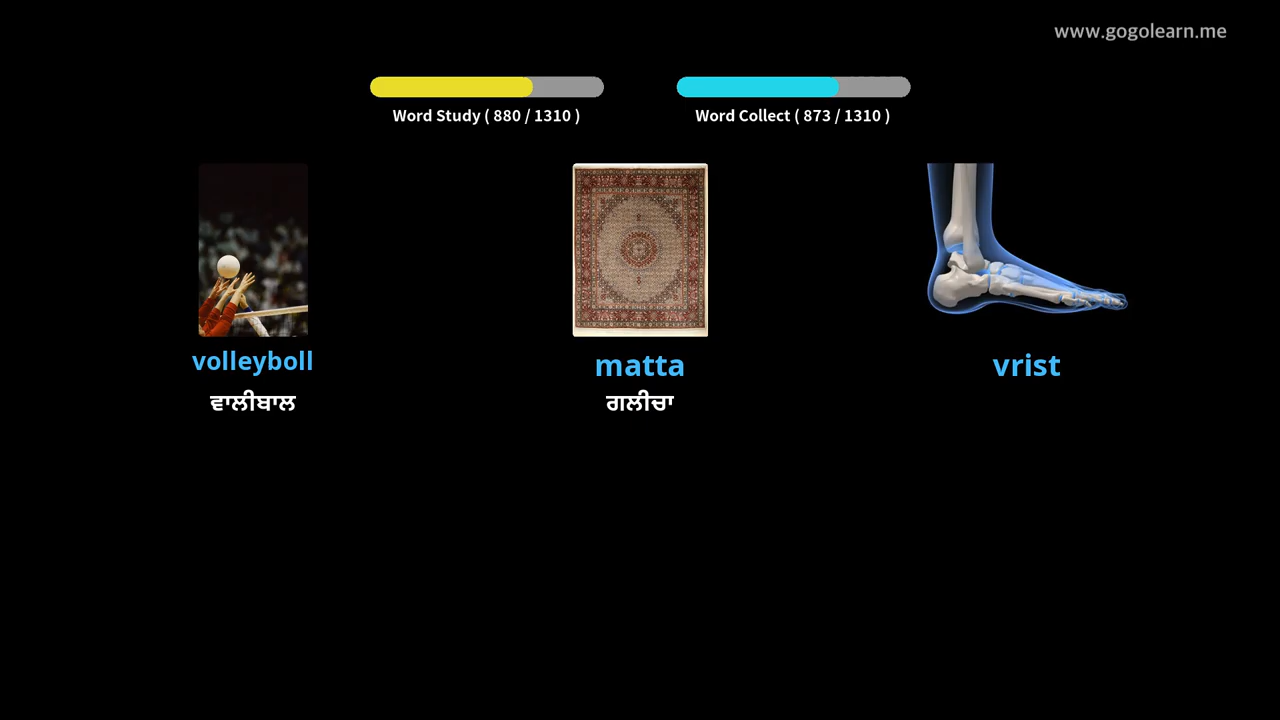 www.gogolearn.me
Word Study ( 880 / 1310 )
Word Collect ( 873 / 1310 )
volleyboll
matta
vrist
ਵਾਲੀਬਾਲ
ਗਲੀਚਾ